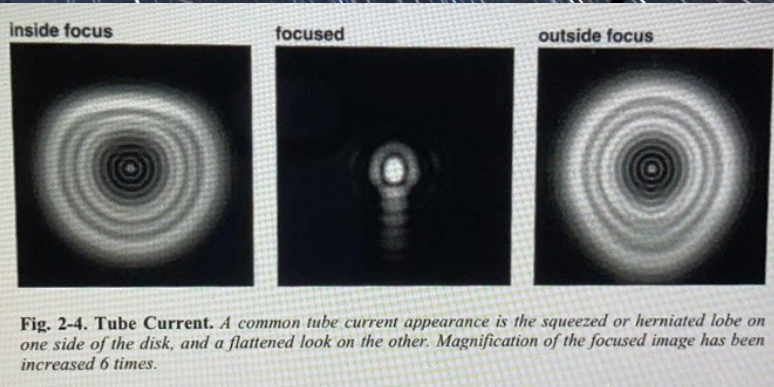 inside focus
focused
outside focus
Fig. 2-4. Tube Current. A common tube current appearance is the squeezed or herniated lobe on
one side of the disk, and a flattened look on the other. Magnification of the focused image has been
increased 6 times.